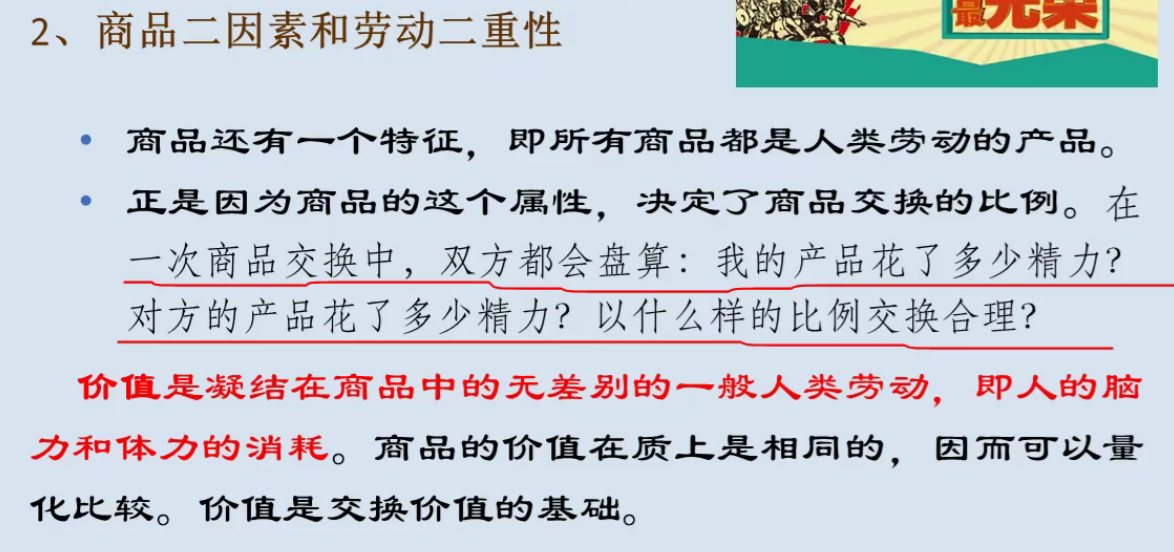 最光荣
2、商品二因素和劳动二重性
• 商品还有一个特征，即所有商品都是人类劳动的产品。
• 正是因为商品的这个属性，决定了商品交换的比例。在
一次商品交换中，双方都会盘算：我的产品花了多少精力？
对方的产品花了多少精力？以什么样的比例交换合理？
价值是凝结在商品中的无差别的一般人类劳动，即人的脑
力和体力的消耗。商品的价值在质上是相同的，因而可以量
化比较。价值是交换价值的基础。